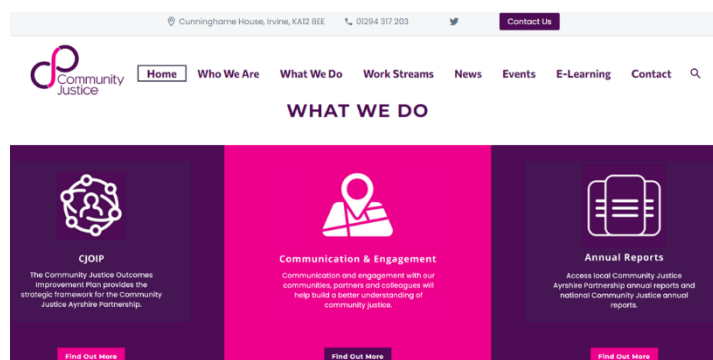 Cunninghame House, Irvine, KA12 8EE 01294 317 203 Contact Us
Community
Justice
Home Who We Are What We Do Work Streams News Events E-Learning Contact
WHAT WE DO
CJOIP
The Community Justice Outcomes
Improvement Plan provides the
strategic framework for the Community
Justice Ayrshire Partnership.
Find Out More
Communication & Engagement
Communication and engagement with our
communities, partners and colleagues will
help build a better understanding of
community justice.
Find Out More
Annual Reports
Access local Community Justice
Ayrshire Partnership annual reports and
national Community Justice annual
reports.
Find Out More